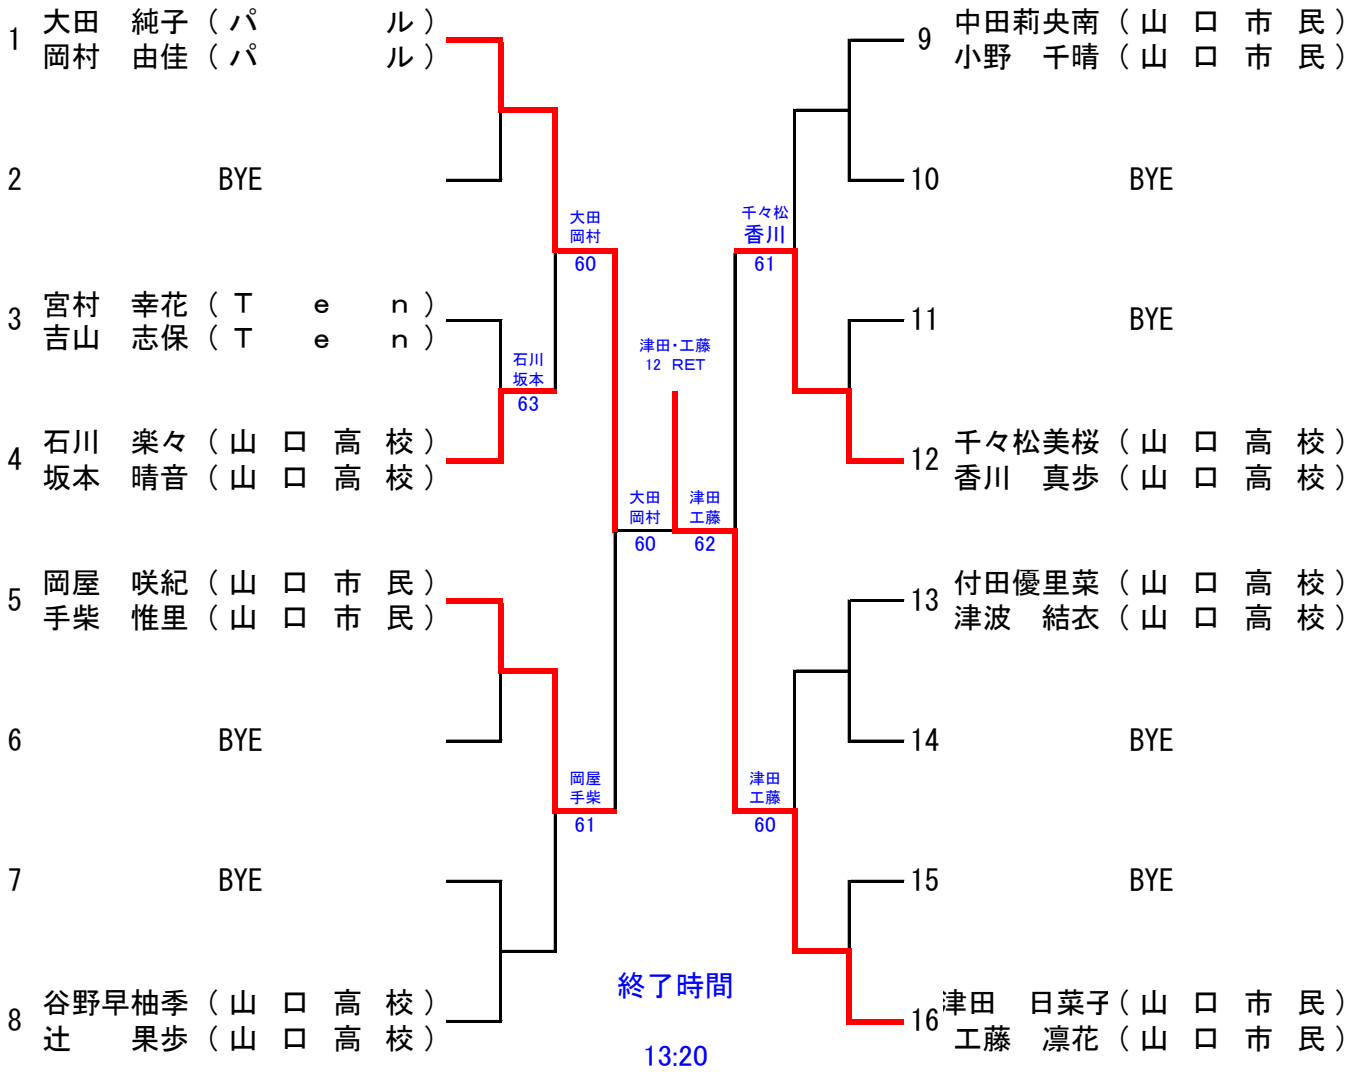 1
大田　純子（パ　　　ル）
岡村　由佳（パ　　　ル）
2
BYE
3
宮村　幸花（Ｔ　ｅ　ｎ）
吉山　志保（Ｔ　ｅ　ｎ）
4
石川　楽々（山 口 高 校）
坂本　晴音（山 口 高 校）
5
岡屋　咲紀（山 口 市 民）
手柴　惟里（山 口 市 民）
6
BYE
7
BYE
8
谷野早柚季（山 口 高 校）
辻　　果歩（山 口 高 校）
大田
岡村
60
石川
坂本
63
岡屋
手柴
61
大田
岡村
60
津田・工藤
12 RET
津田
工藤
62
千々松
香川
61
津田
工藤
60
終了時間
13:20
9
中田莉央南（山 口 市 民）
小野　千晴（山 口 市 民）
10
BYE
11
BYE
12
千々松美桜（山 口 高 校）
香川　真歩（山 口 高 校）
13
付田優里菜（山 口 高 校）
津波　結衣（山 口 高 校）
14
BYE
15
BYE
16
津田　日菜子（山 口 市 民）
工藤　凛花（山 口 市 民）